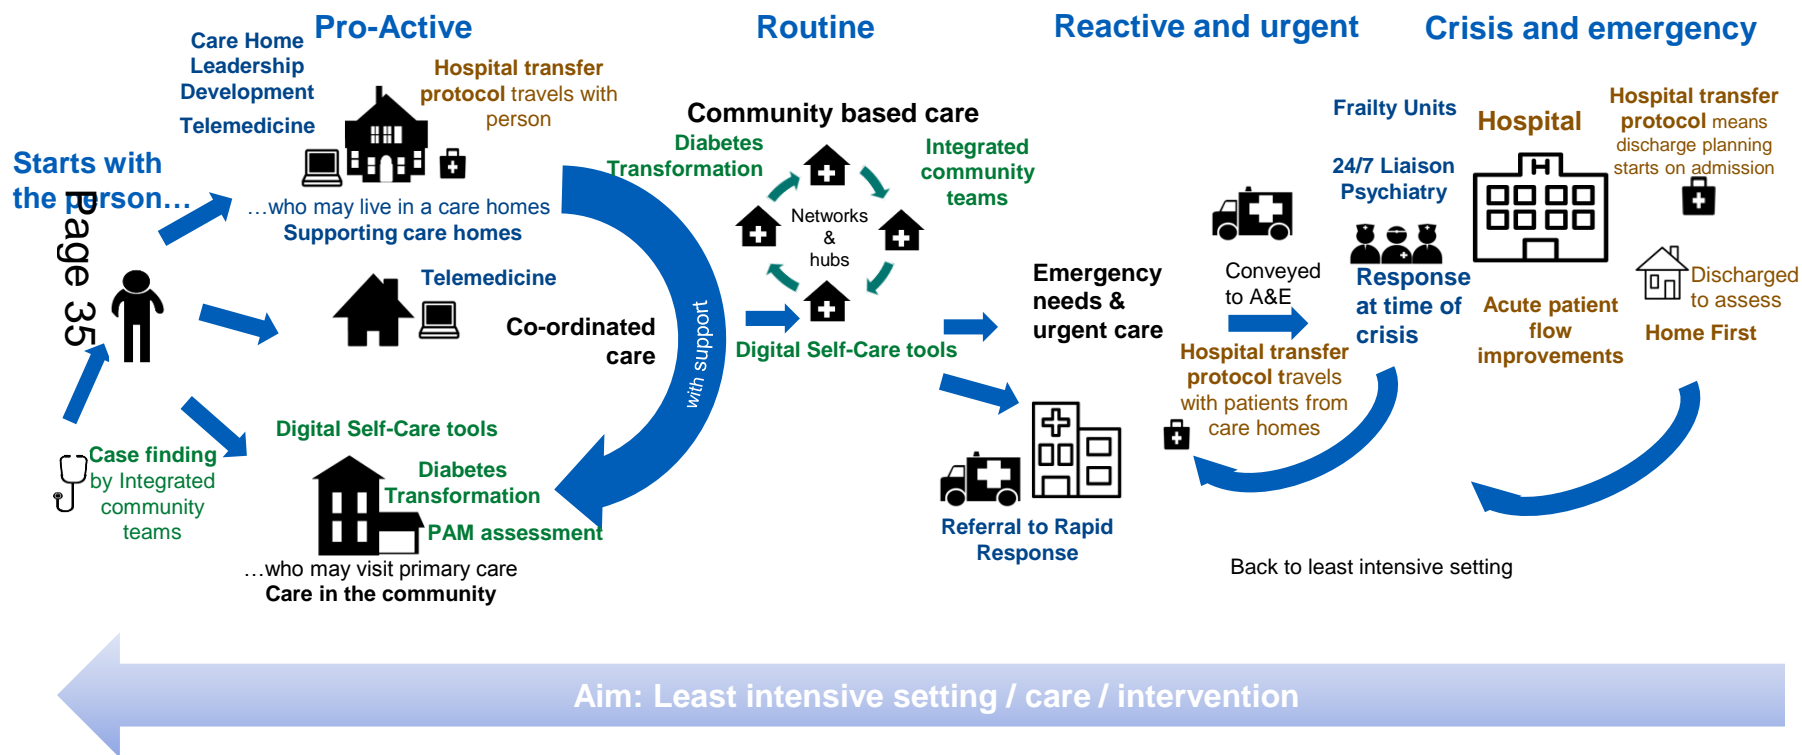 Pro-Active
Routine
Reactive and urgent
Crisis and emergency
Starts with
the person…
Page 35
Care Home
Leadership
Development
Telemedicine
Hospital transfer
protocol travels with
person
…who may live in a care homes
Supporting care homes
Telemedicine
Co-ordinated
care
with support
Case finding
by Integrated
community
teams
Digital Self-Care tools
Diabetes
Transformation
PAM assessment
…who may visit primary care
Care in the community
Community based care
Diabetes
Transformation
Integrated
community
teams
Networks
&
hubs
Digital Self-Care tools
Emergency
needs &
urgent care
Conveyed
to A&E
Hospital transfer
protocol travels
with patients from
care homes
Referral to Rapid
Response
Frailty Units
24/7 Liaison
Psychiatry
Response
at time of
crisis
Hospital
H
Acute patient
flow
improvements
Hospital transfer
protocol means
discharge planning
starts on admission
Discharged
to assess
Home First
Back to least intensive setting
Aim: Least intensive setting / care / intervention